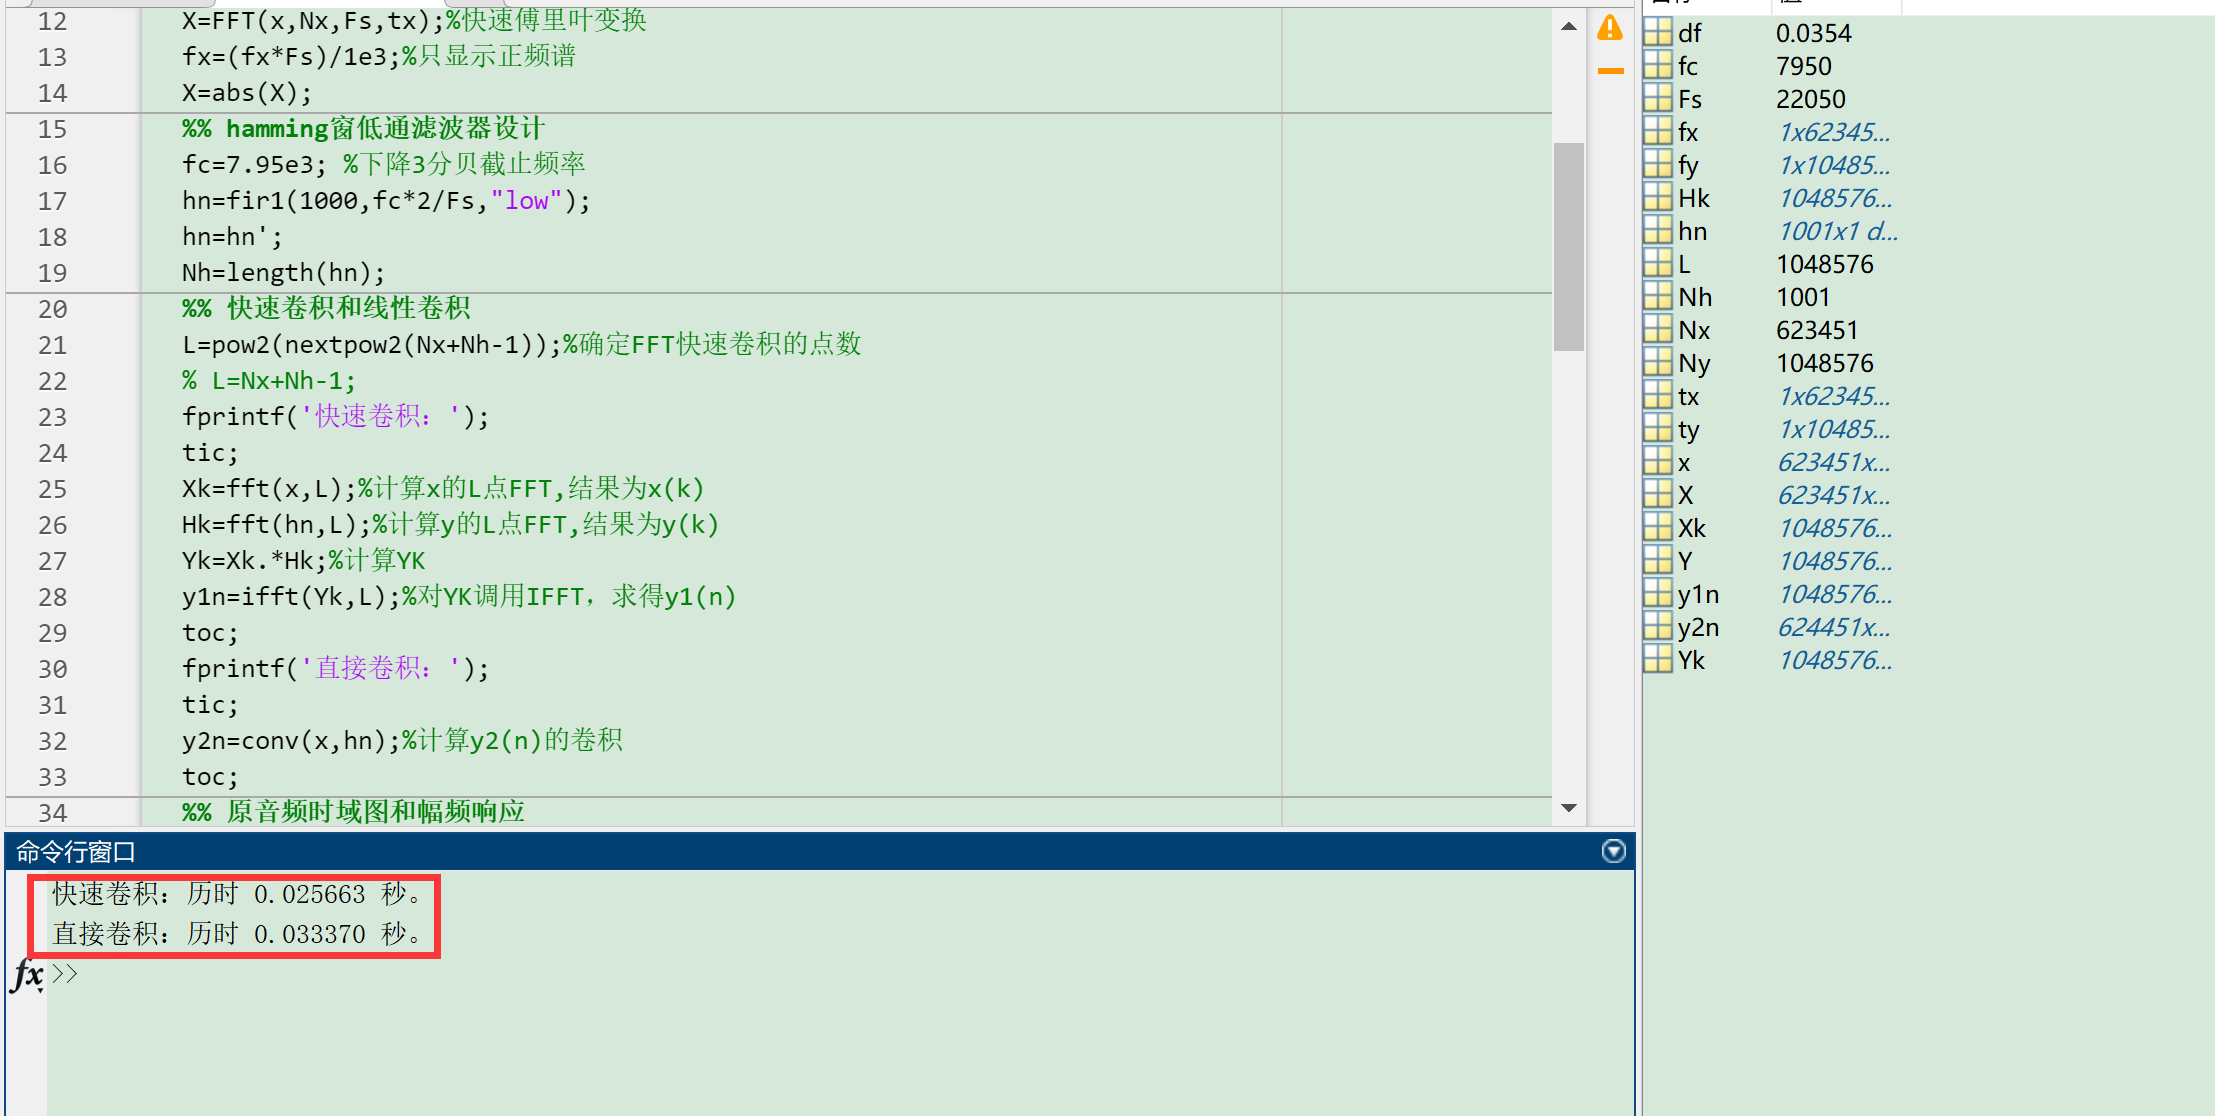 12 X=FFT(x,Nx,Fs,tx);%快速傅里叶变换
13 fx=(fx*Fs)/1e3;%只显示正频谱
14 X=abs(X);
15 %% hamming窗低通滤波器设计
16 fc=7.95e3; %下降3分贝截止频率
17 hn=fir1(1000,fc*2/Fs,"low");
18 hn=hn';
19 Nh=length(hn);
20 %% 快速卷积和线性卷积
21 L=pow2(nextpow2(Nx+Nh-1));%确定FFT快速卷积的点数
22 % L=Nx+Nh-1;
23 fprintf('快速卷积：');
24 tic;
25 Xk=fft(x,L);%计算x的L点FFT,结果为x(k)
26 Hk=fft(hn,L);%计算y的L点FFT,结果为y(k)
27 Yk=Xk.*Hk;%计算YK
28 y1n=ifft(Yk,L);%对YK调用IFFT，求得y1(n)
29 toc;
30 fprintf('直接卷积：');
31 tic;
32 y2n=conv(x,hn);%计算y2(n)的卷积
33 toc;
34 %% 原音频时域图和幅频响应
命令行窗口
快速卷积：历时 0.025663 秒。
直接卷积：历时 0.033370 秒。
fx >>
df 0.0354
fc 7950
Fs 22050
fx 1x62345...
fy 1x10485...
Hk 1048576...
hn 1001x1 d...
L 1048576
Nh 1001
Nx 623451
Ny 1048576
tx 1x62345...
ty 1x10485...
x 623451x...
X 623451x...
Xk 1048576...
Y 1048576...
y1n 1048576...
y2n 624451x...
Yk 1048576...